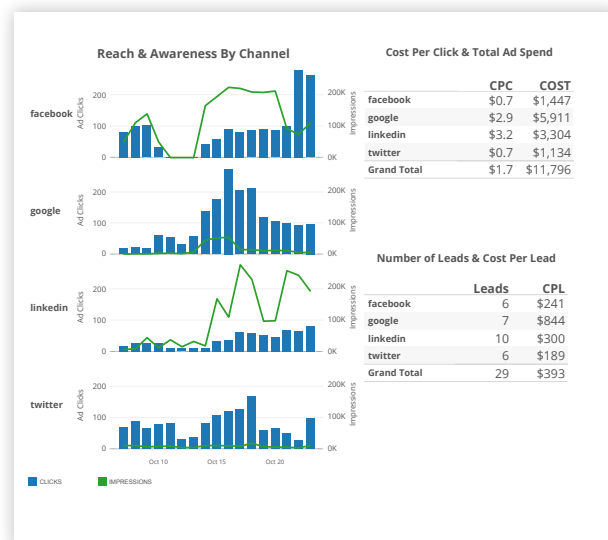 Reach & Awareness By Channel
facebook
Ad Clicks
200
100
0
200K
100K
0K
Impressions
google
Ad Clicks
200
100
0
200K
100K
0K
Impressions
linkedin
Ad Clicks
200
100
0
200K
100K
0K
Impressions
twitter
Ad Clicks
200
100
0
200K
100K
0K
Impressions
Oct 10 Oct 15 Oct 20
CLICKS IMPRESSIONS
Cost Per Click & Total Ad Spend
CPC COST
facebook $0.7 $1,447
google $2.9 $5,911
linkedin $3.2 $3,304
twitter $0.7 $1,134
Grand Total $1.7 $11,796
Number of Leads & Cost Per Lead
Leads CPL
facebook 6 $241
google 7 $844
linkedin 10 $300
twitter 6 $189
Grand Total 29 $393